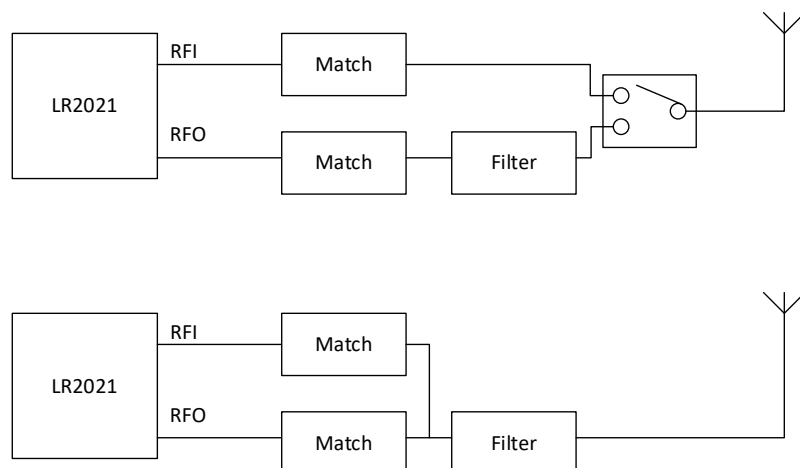 RFI
Match
LR2021
RFO
Match
Filter
RFI
Match
LR2021
RFO
Match
Filter